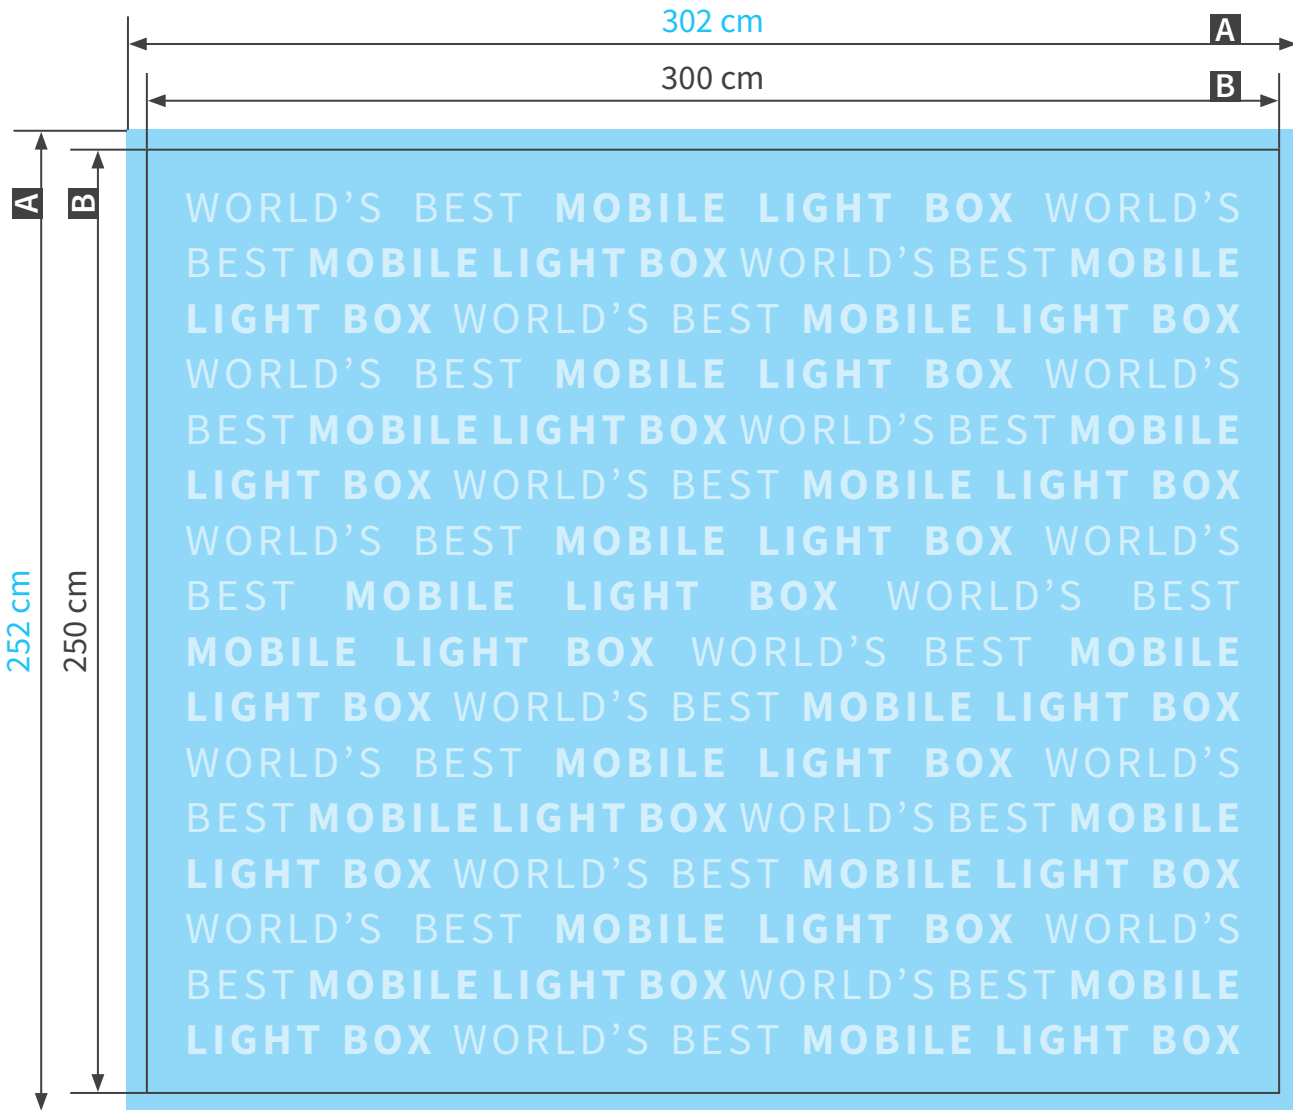 302 cm
A
300 cm
B
A
B
252 cm
250 cm
WORLD’S BEST MOBILE LIGHT BOX WORLD’S
BEST MOBILE LIGHT BOX WORLD’S BEST MOBILE
LIGHT BOX WORLD’S BEST MOBILE LIGHT BOX
WORLD’S BEST MOBILE LIGHT BOX WORLD’S
BEST MOBILE LIGHT BOX WORLD’S BEST MOBILE
LIGHT BOX WORLD’S BEST MOBILE LIGHT BOX
WORLD’S BEST MOBILE LIGHT BOX WORLD’S
BEST MOBILE LIGHT BOX WORLD’S BEST
MOBILE LIGHT BOX WORLD’S BEST MOBILE
LIGHT BOX WORLD’S BEST MOBILE LIGHT BOX
WORLD’S BEST MOBILE LIGHT BOX WORLD’S
BEST MOBILE LIGHT BOX WORLD’S BEST MOBILE
LIGHT BOX WORLD’S BEST MOBILE LIGHT BOX
WORLD’S BEST MOBILE LIGHT BOX WORLD’S
BEST MOBILE LIGHT BOX WORLD’S BEST MOBILE
LIGHT BOX WORLD’S BEST MOBILE LIGHT BOX